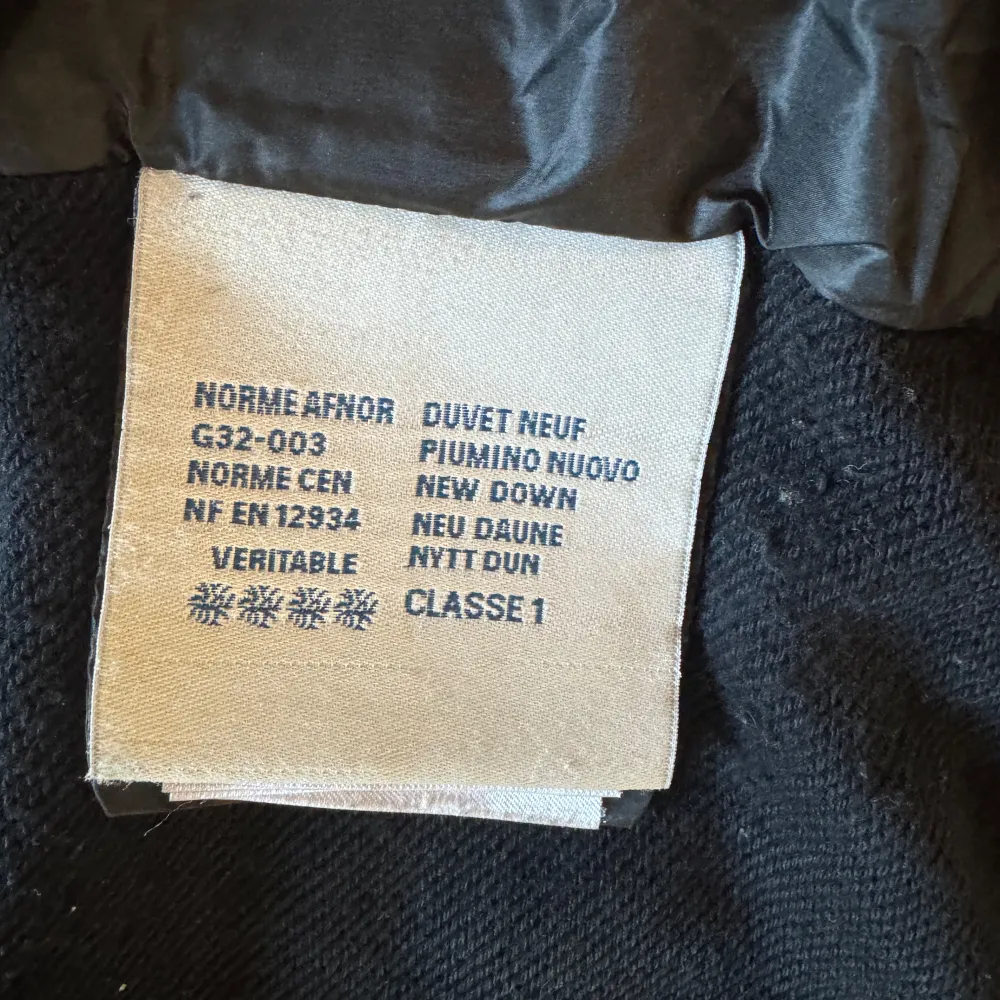 NORME AFNOR
G32-003
NORME CEN
NF EN 12934
VERITABLE
DUVET NEUF
PIUMINO NUOVO
NEW DOWN
NEU DAUNE
NYTT DUN
CLASSE 1